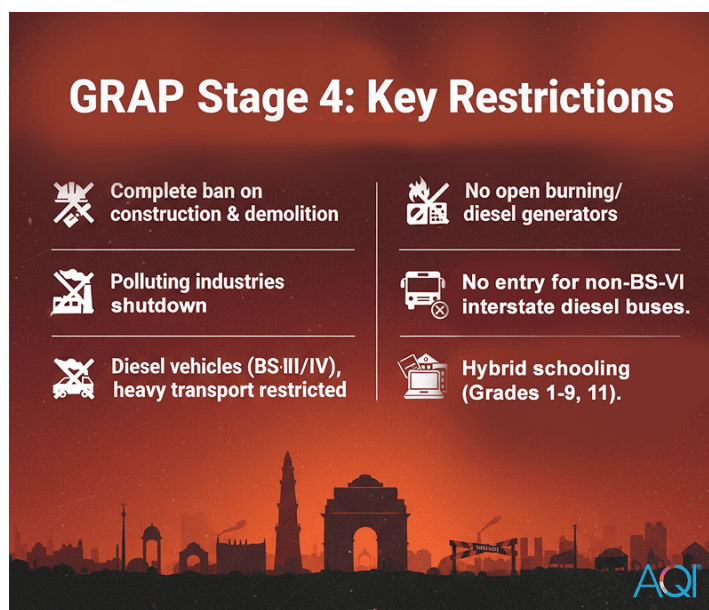 GRAP Stage 4: Key Restrictions
Complete ban on
construction & demolition
Polluting industries
shutdown
Diesel vehicles (BS-III/IV),
heavy transport restricted
No open burning/
diesel generators
No entry for non-BS-VI
interstate diesel buses.
Hybrid schooling
(Grades 1-9, 11).
AQI